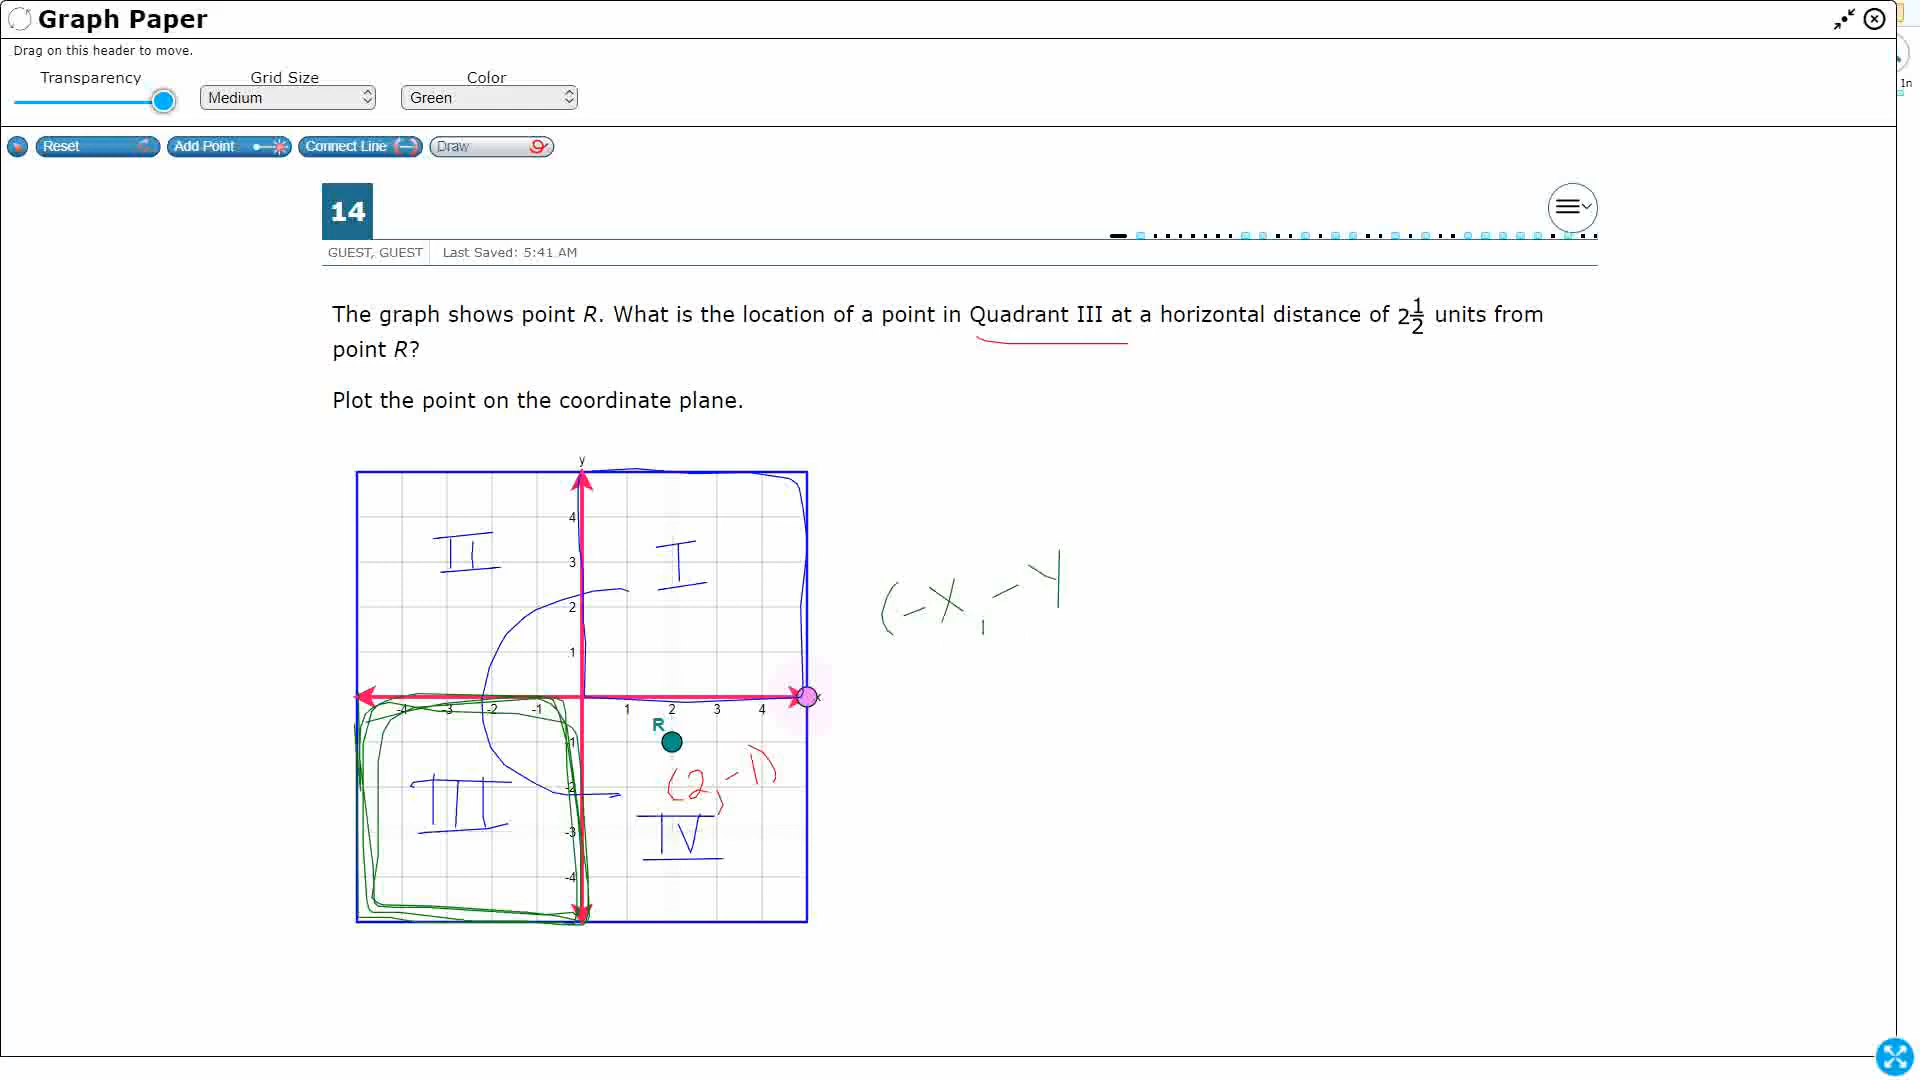 Graph Paper
Drag on this header to move.
Transparency
Grid Size
Color
Medium
Green
1n
Reset
Add Point
Connect Line
Draw
14
GUEST, GUEST
Last Saved: 5:41 AM
The graph shows point R. What is the location of a point in Quadrant III at a horizontal distance of 2 1/2 units from
point R?
Plot the point on the coordinate plane.
y
4
3
2
1
II
I
(-X, -Y
-4 -3 -2 -1 1 2 3 4 x
R
-1
(2, -1)
-2
III
IV
-3
-4